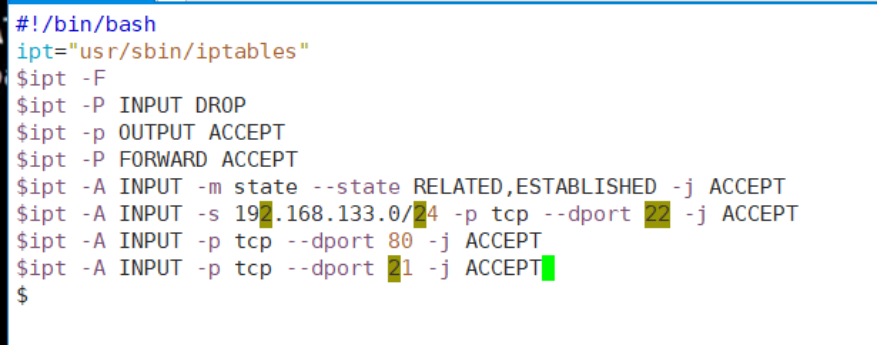 #!/bin/bash
ipt="usr/sbin/iptables"
$ipt -F
$ipt -P INPUT DROP
$ipt -p OUTPUT ACCEPT
$ipt -P FORWARD ACCEPT
$ipt -A INPUT -m state --state RELATED,ESTABLISHED -j ACCEPT
$ipt -A INPUT -s 192.168.133.0/24 -p tcp --dport 22 -j ACCEPT
$ipt -A INPUT -p tcp --dport 80 -j ACCEPT
$ipt -A INPUT -p tcp --dport 21 -j ACCEPT
$